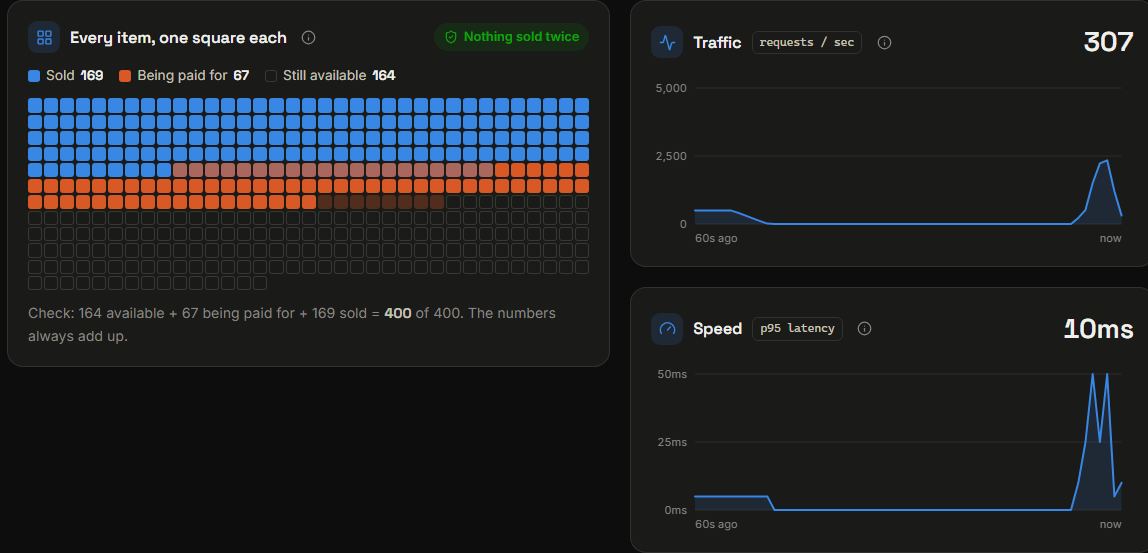 Every item, one square each
Nothing sold twice
Sold 169 Being paid for 67 Still available 164
Check: 164 available + 67 being paid for + 169 sold = 400 of 400. The numbers
always add up.
Traffic requests / sec 307
5,000
2,500
0
60s ago now
Speed p95 latency 10ms
50ms
25ms
0ms
60s ago now